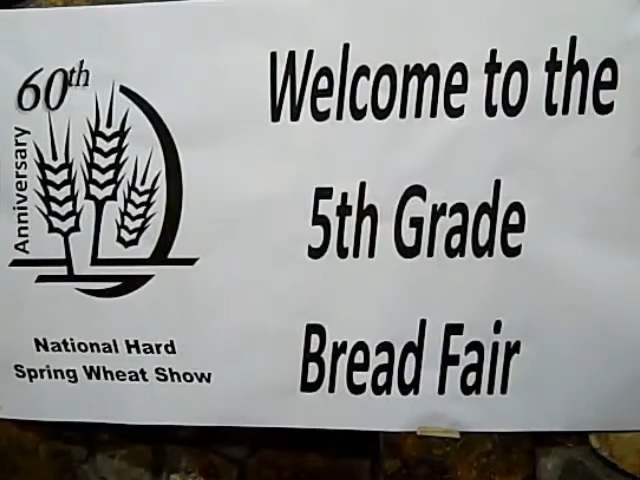 60th
Anniversary
National Hard
Spring Wheat Show
Welcome to the
5th Grade
Bread Fair